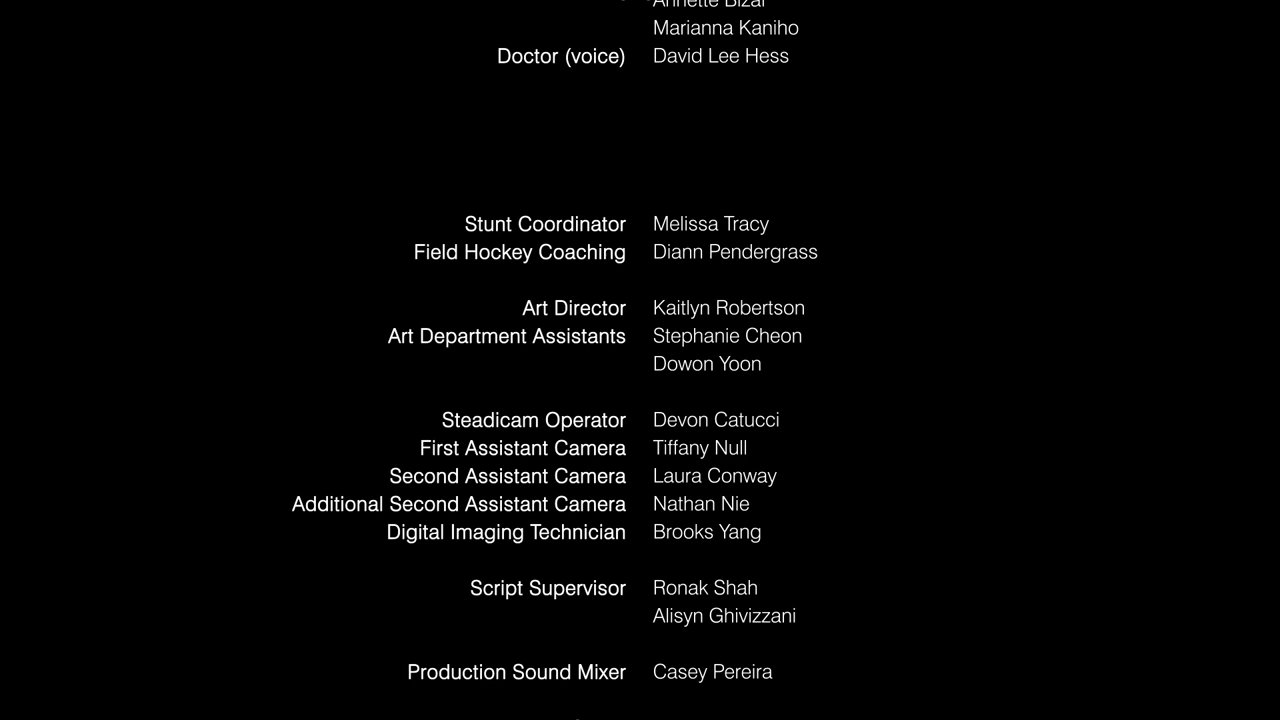 Annette Bizal
Marianna Kaniho
Doctor (voice) David Lee Hess
Stunt Coordinator Melissa Tracy
Field Hockey Coaching Diann Pendergrass
Art Director Kaitlyn Robertson
Art Department Assistants Stephanie Cheon
Dowon Yoon
Steadicam Operator Devon Catucci
First Assistant Camera Tiffany Null
Second Assistant Camera Laura Conway
Additional Second Assistant Camera Nathan Nie
Digital Imaging Technician Brooks Yang
Script Supervisor Ronak Shah
Alisyn Ghivizzani
Production Sound Mixer Casey Pereira